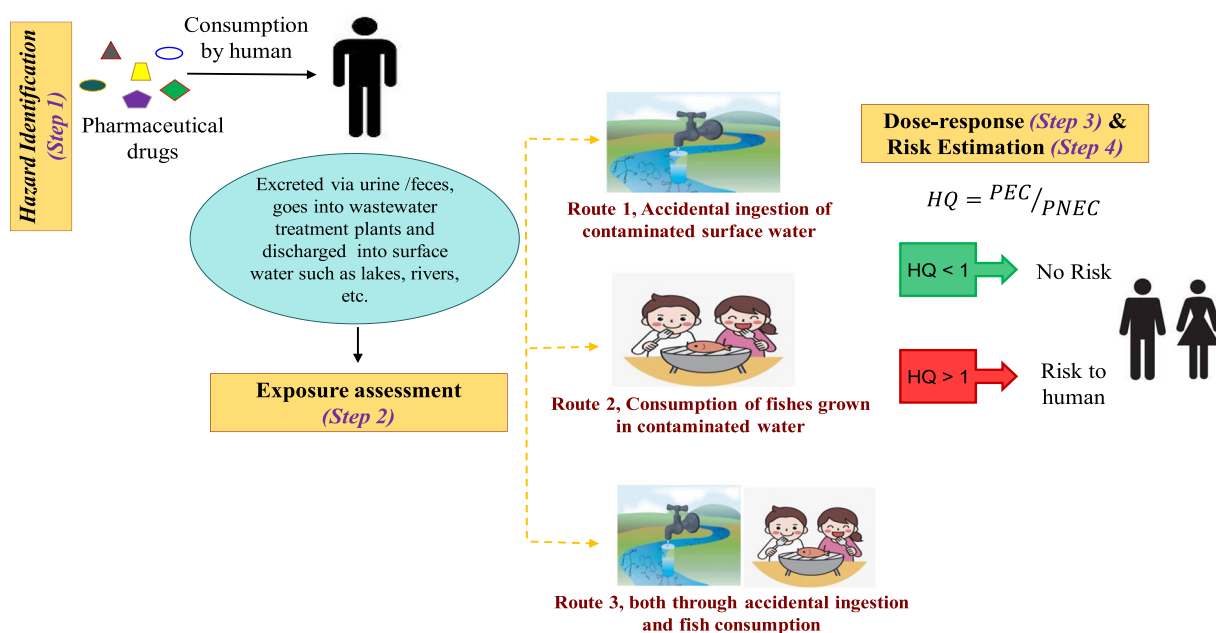 Hazard Identification
(Step 1)
Consumption
by human
Pharmaceutical
drugs
Excreted via urine /feces,
goes into wastewater
treatment plants and
discharged into surface
water such as lakes, rivers,
etc.
Exposure assessment
(Step 2)
Route 1, Accidental ingestion of
contaminated surface water
Route 2, Consumption of fishes grown
in contaminated water
Route 3, both through accidental ingestion
and fish consumption
Dose-response (Step 3) &
Risk Estimation (Step 4)
HQ = PEC/PNEC
HQ < 1
No Risk
HQ > 1
Risk to
human